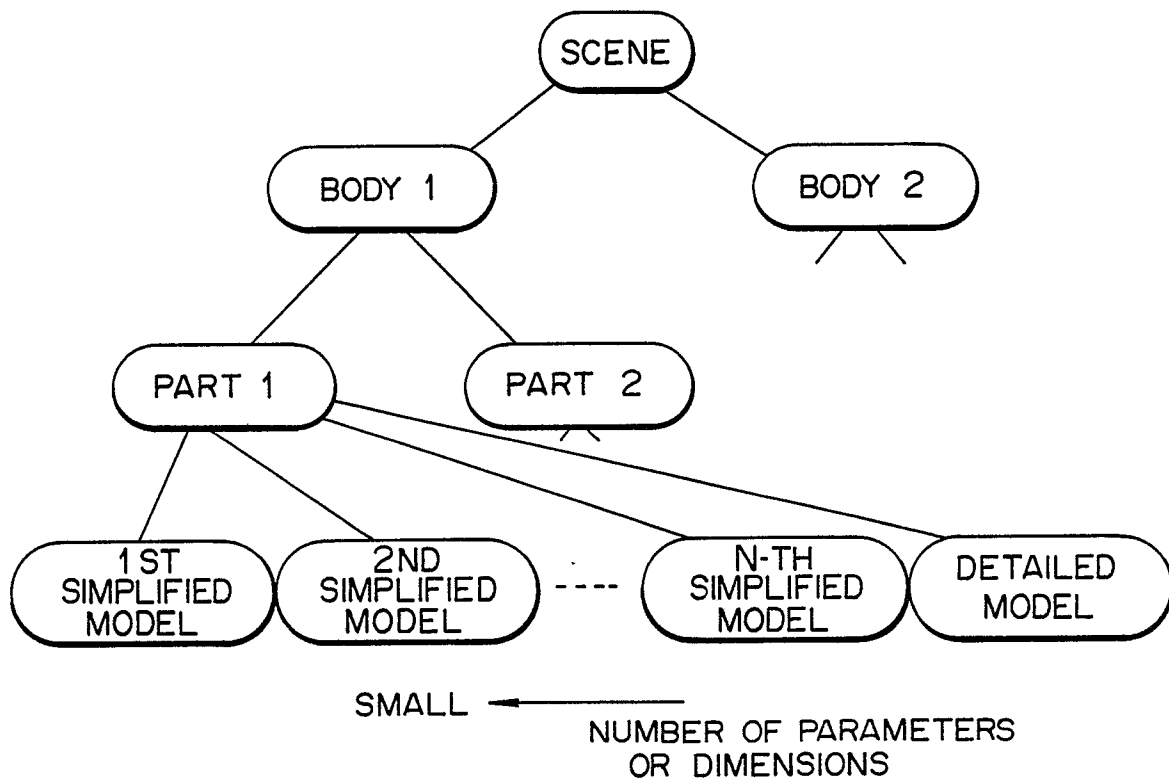 SCENE
BODY 1
BODY 2
PART 1
PART 2
1ST
SIMPLIFIED
MODEL
2ND
SIMPLIFIED
MODEL
----
N-TH
SIMPLIFIED
MODEL
DETAILED
MODEL
SMALL
NUMBER OF PARAMETERS
OR DIMENSIONS